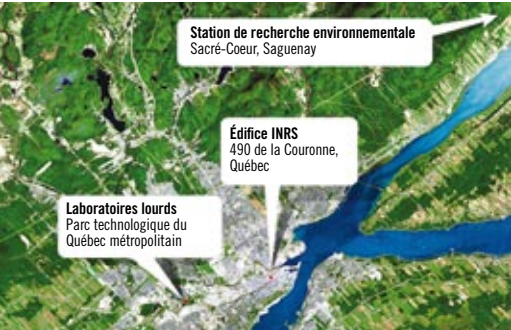 Station de recherche environnementale
Sacré-Coeur, Saguenay
Édifice INRS
490 de la Couronne,
Québec
Laboratoires lourds
Parc technologique du
Québec métropolitain